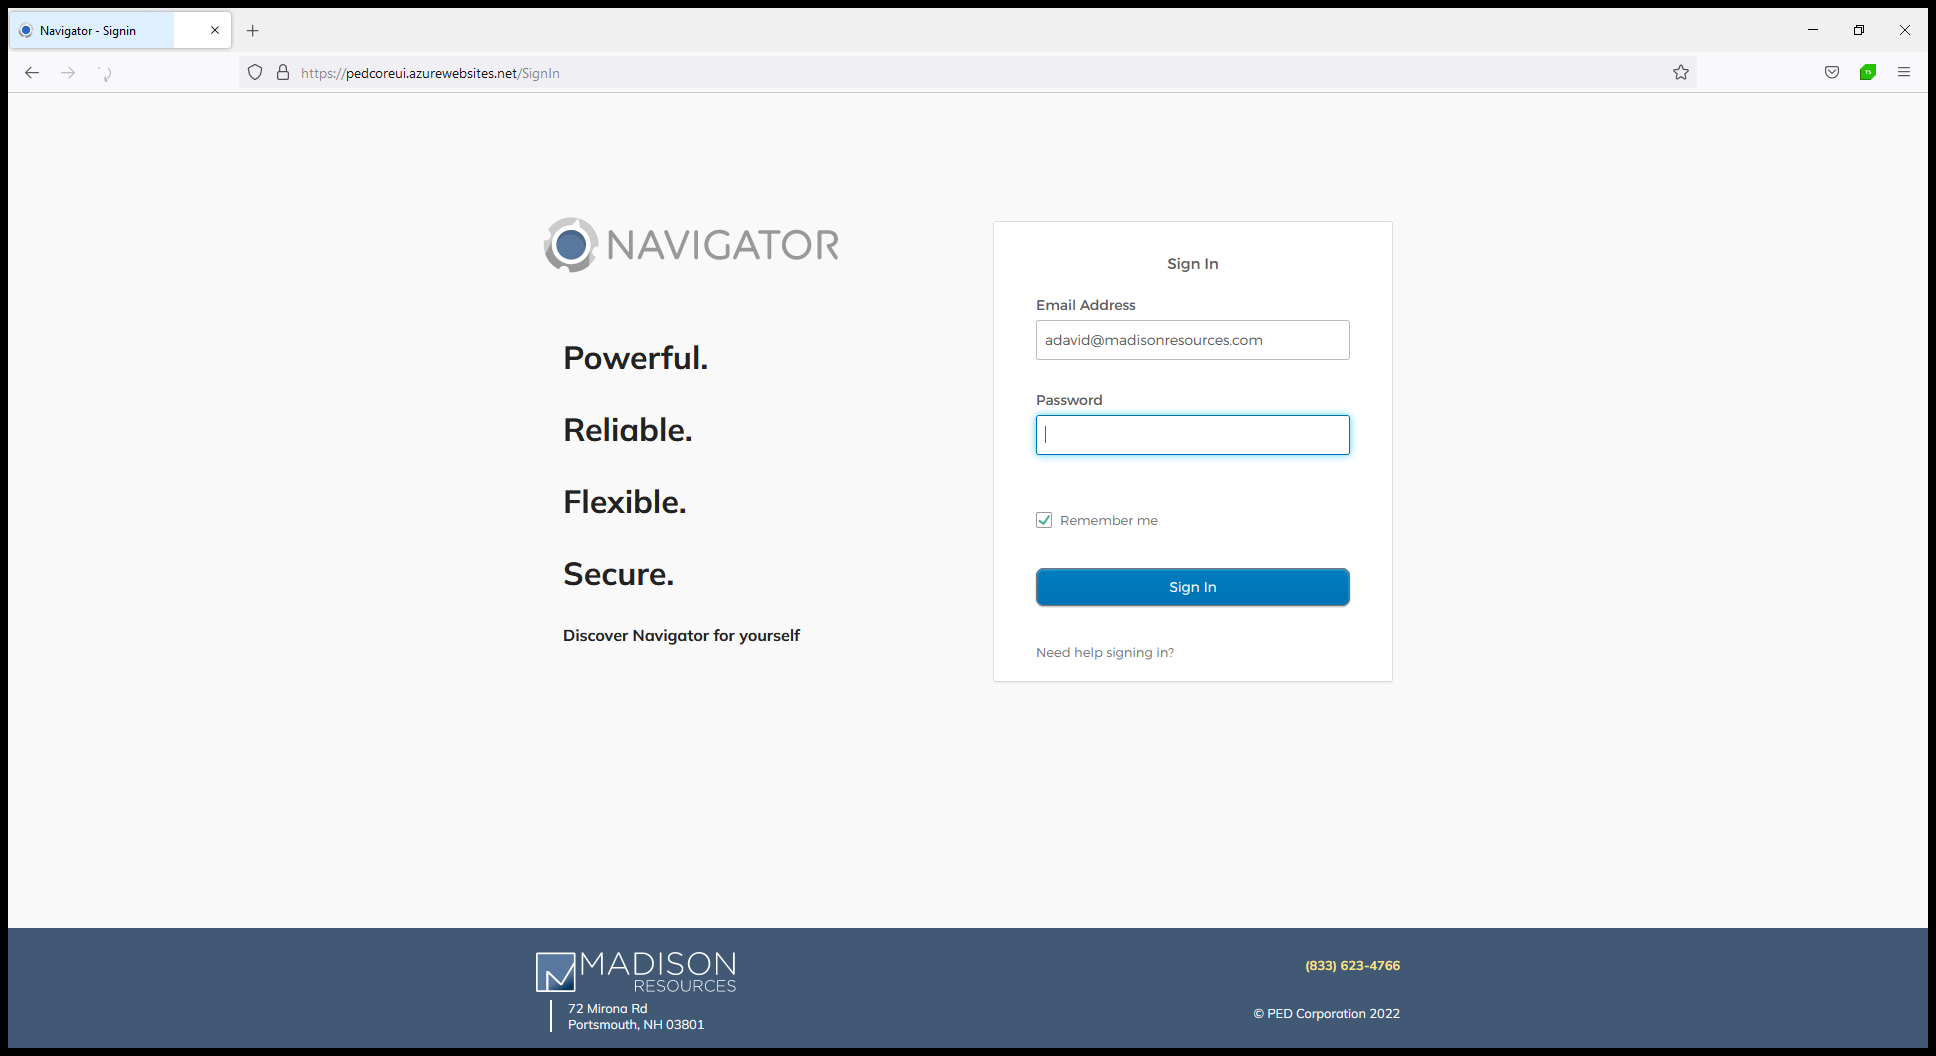 Navigator - Signin
https://pedcoreui.azurewebsites.net/SignIn
TS
NAVIGATOR
Powerful.
Reliable.
Flexible.
Secure.
Discover Navigator for yourself
Sign In
Email Address
adavid@madisonresources.com
Password
Remember me
Sign In
Need help signing in?
MADISON
RESOURCES
72 Mirona Rd
Portsmouth, NH 03801
(833) 623-4766
© PED Corporation 2022